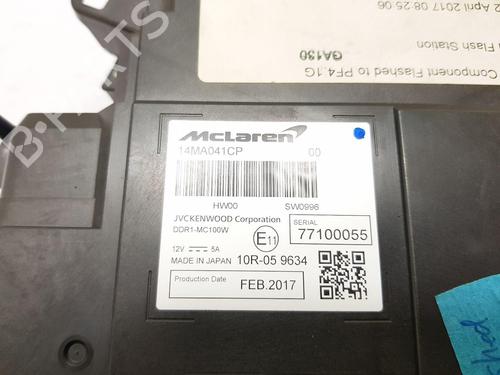 2 April 2017 08 25 06
Flash Station
Component Flashed to PF4.1G
GA130
McLaren
14MA041CP 00
HW00 SW0996
JVCKENWOOD Corporation
DDR1-MC100W
E11
SERIAL
77100055
12V 5A
MADE IN JAPAN 10R-05 9634
Production Date
FEB.2017
B-PARTS